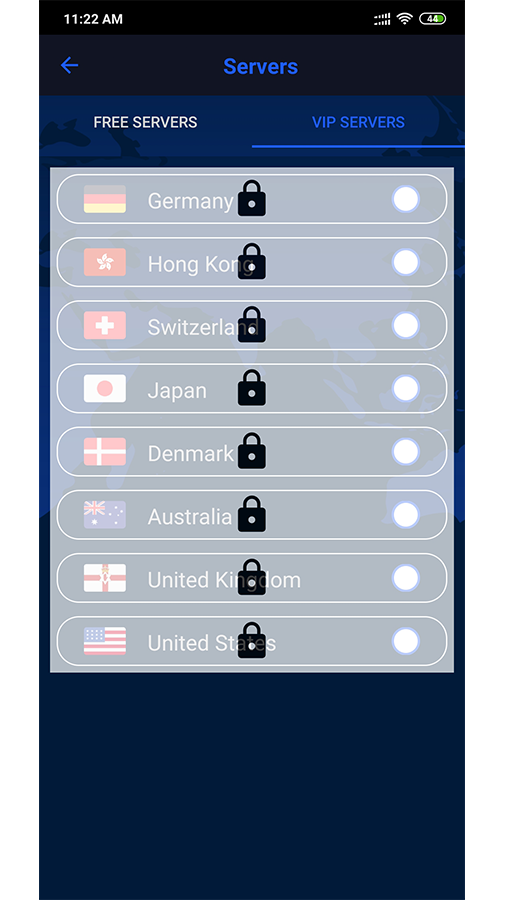 11:22 AM
44
Servers
FREE SERVERS
VIP SERVERS
Germany
Hong Kong
Switzerland
Japan
Denmark
Australia
United Kingdom
United States